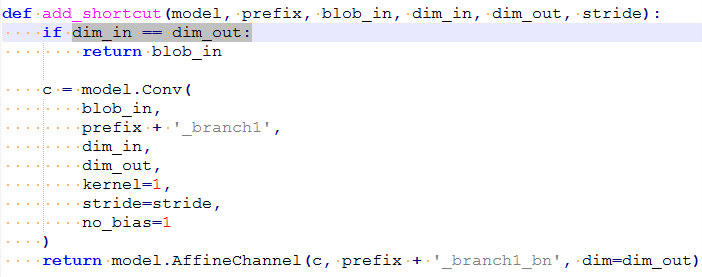 def add_shortcut(model, prefix, blob_in, dim_in, dim_out, stride):
    if dim_in == dim_out:
        return blob_in

    c = model.Conv(
        blob_in,
        prefix + '_branch1',
        dim_in,
        dim_out,
        kernel=1,
        stride=stride,
        no_bias=1
    )
    return model.AffineChannel(c, prefix + '_branch1_bn', dim=dim_out)